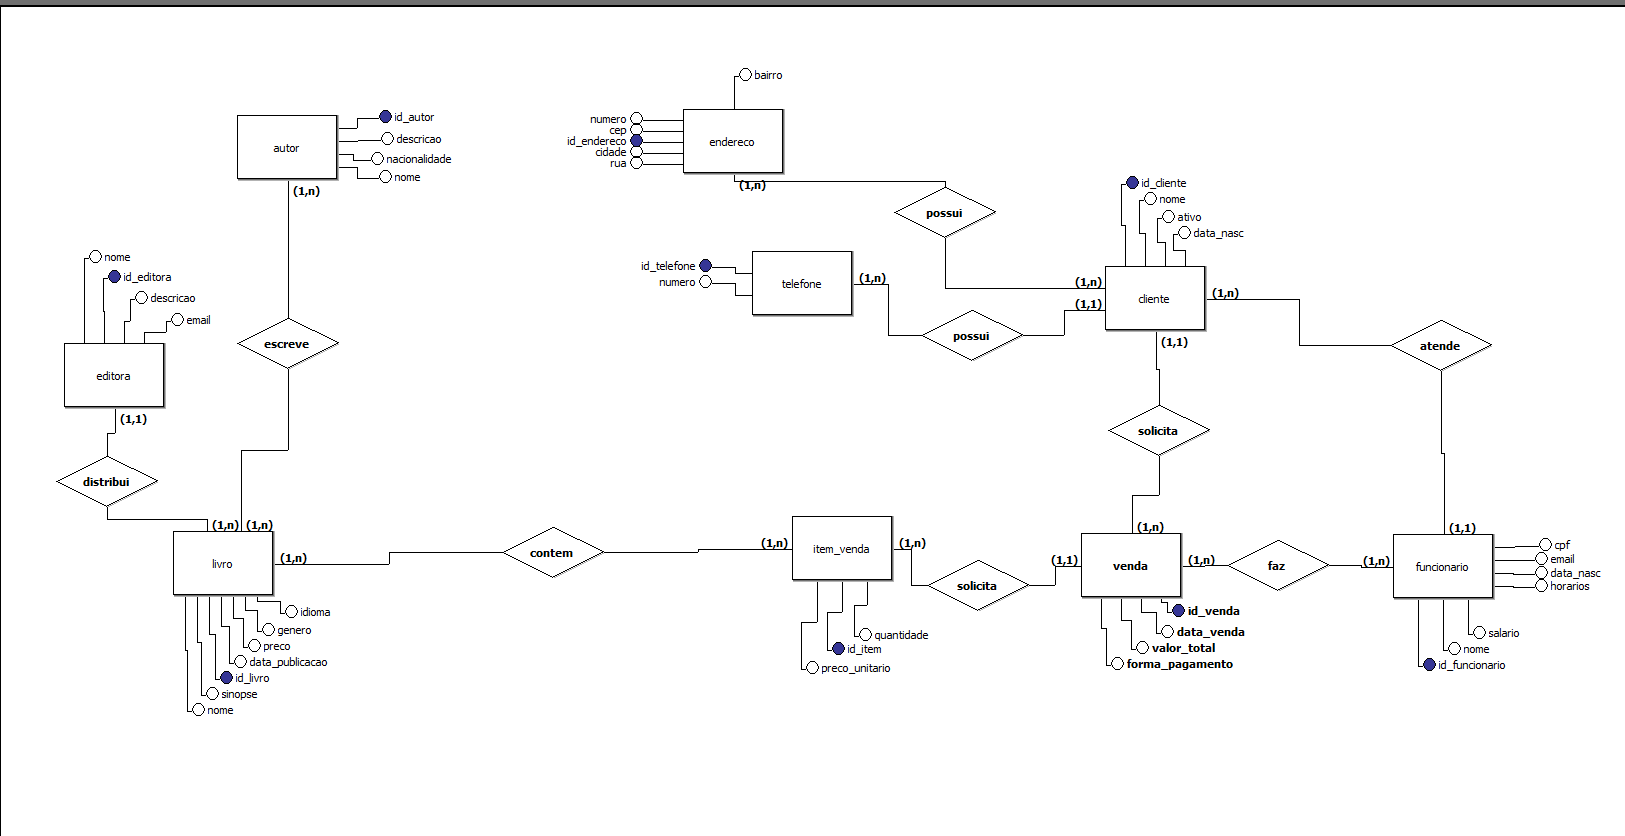 bairro
numero
cep
id_endereco
cidade
rua
endereco
(1,n)
id_autor
descricao
nacionalidade
nome
autor
(1,n)
possui
id_cliente
nome
ativo
data_nasc
cliente
(1,n)
(1,1)
(1,n)
(1,1)
id_telefone
numero
telefone
(1,n)
possui
atende
nome
id_editora
descricao
email
editora
(1,1)
escreve
distribui
solicita
(1,n) (1,n)
livro
(1,n)
contem
(1,n)
item_venda
(1,n)
solicita
(1,1)
(1,n)
venda
(1,n)
faz
(1,n)
(1,1)
funcionario
cpf
email
data_nasc
horarios
idioma
genero
preco
data_publicacao
id_livro
sinopse
nome
quantidade
id_item
preco_unitario
id_venda
data_venda
valor_total
forma_pagamento
salario
nome
id_funcionario